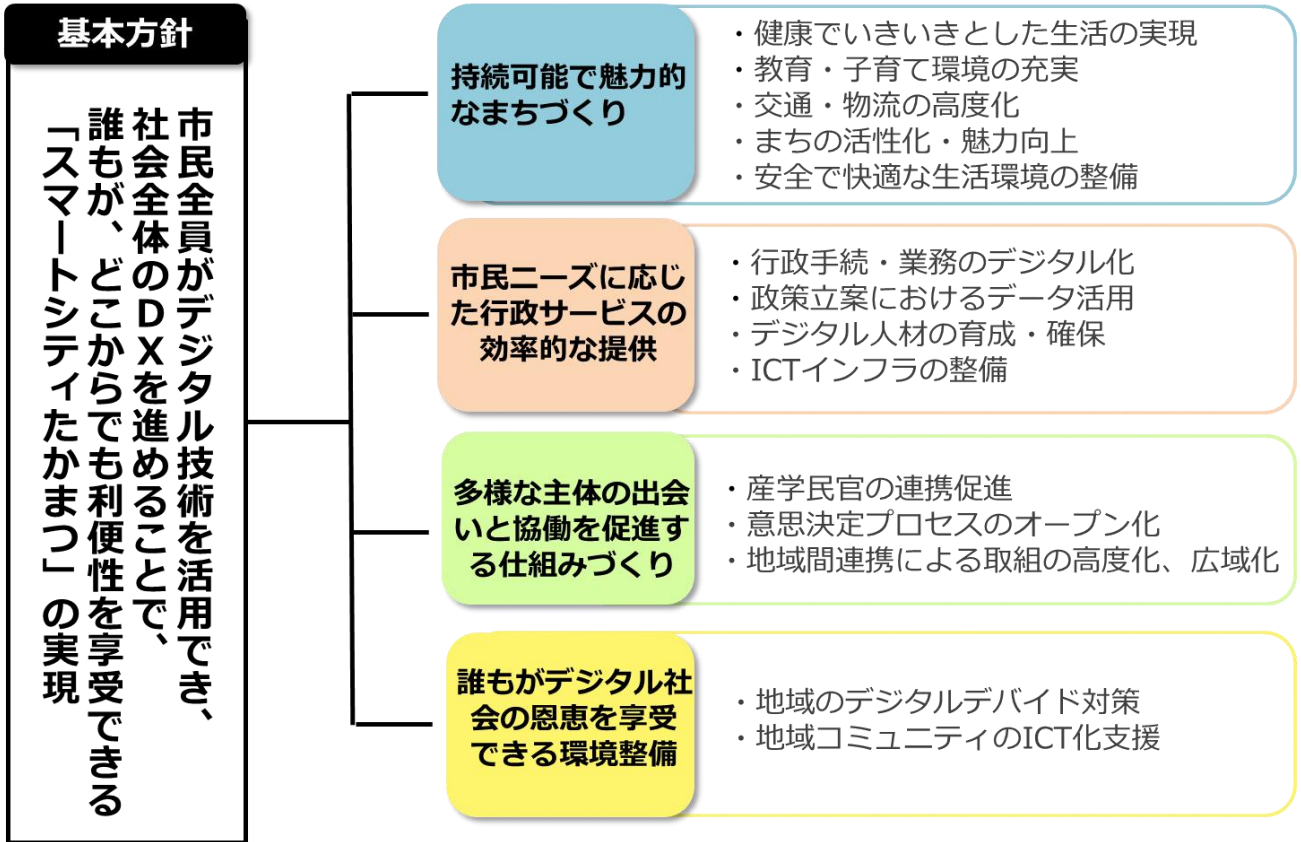 基本方針
市民全員がデジタル技術を活用でき、
社会全体のＤＸを進めることで、
誰もが、どこからでも利便性を享受できる
「スマートシティたかまつ」の実現
持続可能で魅力的
なまちづくり
・健康でいきいきとした生活の実現
・教育・子育て環境の充実
・交通・物流の高度化
・まちの活性化・魅力向上
・安全で快適な生活環境の整備
市民ニーズに応じ
た行政サービスの
効率的な提供
・行政手続・業務のデジタル化
・政策立案におけるデータ活用
・デジタル人材の育成・確保
・ICTインフラの整備
多様な主体の出会
いと協働を促進す
る仕組みづくり
・産学民官の連携促進
・意思決定プロセスのオープン化
・地域間連携による取組の高度化、広域化
誰もがデジタル社
会の恩恵を享受
できる環境整備
・地域のデジタルデバイド対策
・地域コミュニティのICT化支援